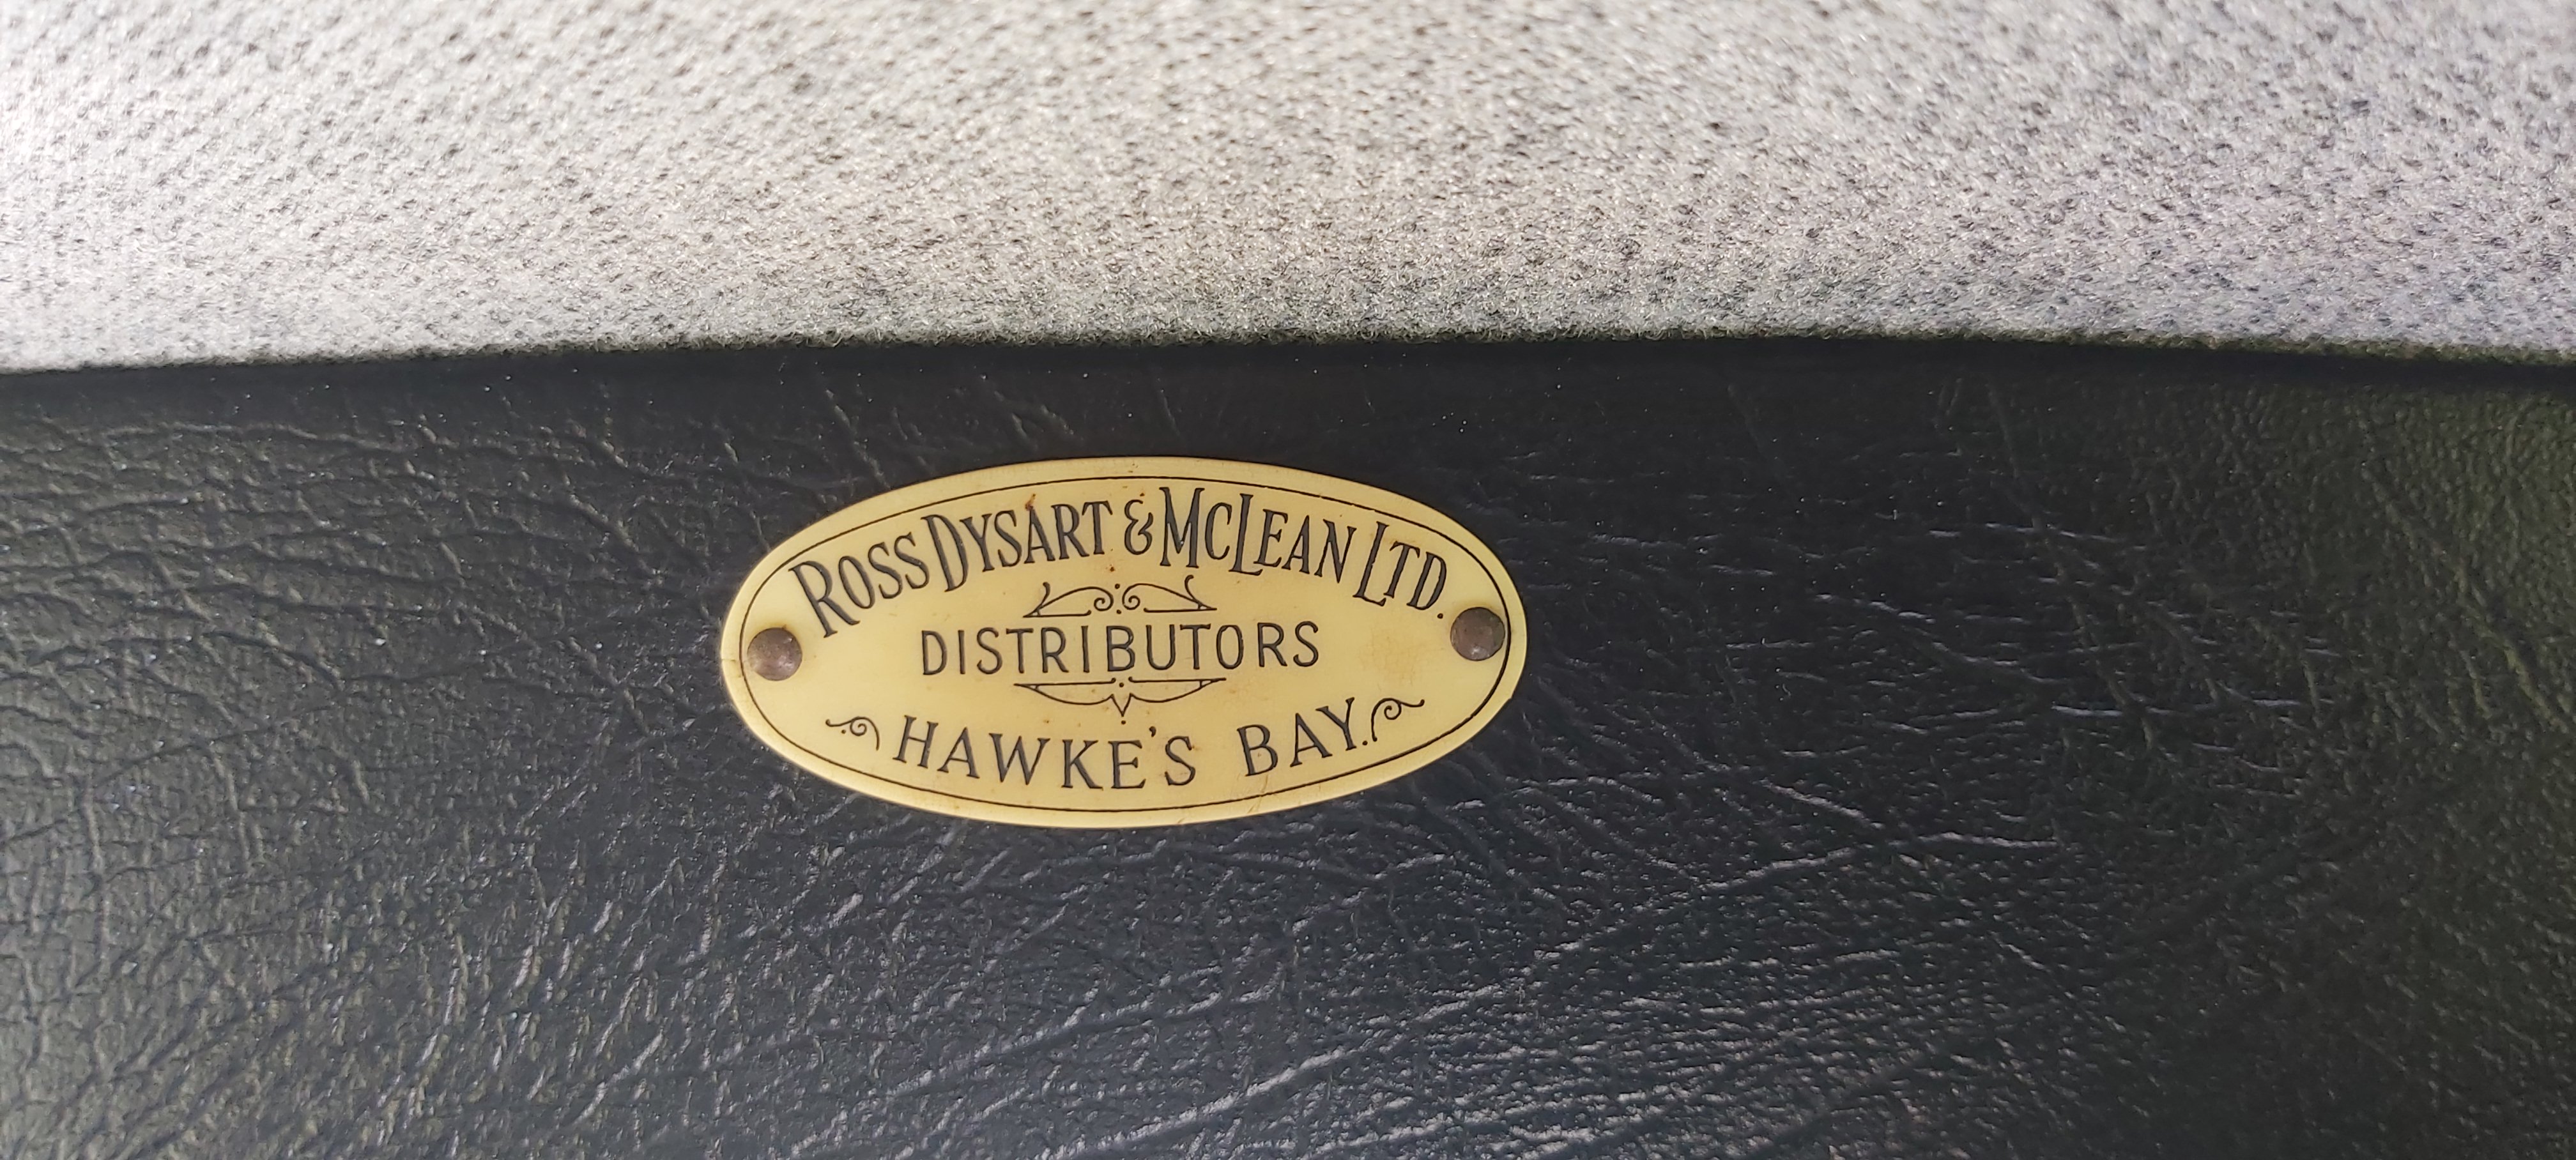 ROSS DYSART & MCLEAN LTD.
DISTRIBUTORS
HAWKE'S BAY.